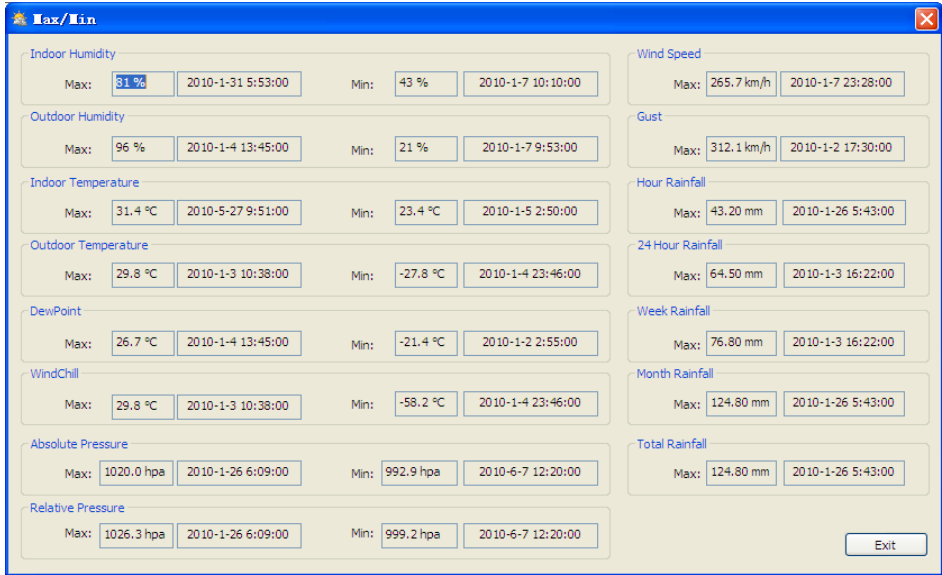 Max/Min
Indoor Humidity
Max: 81 % 2010-1-31 5:53:00 Min: 43 % 2010-1-7 10:10:00
Wind Speed
Max: 265.7 km/h 2010-1-7 23:28:00
Outdoor Humidity
Max: 96 % 2010-1-4 13:45:00 Min: 21 % 2010-1-7 9:53:00
Gust
Max: 312.1 km/h 2010-1-2 17:30:00
Indoor Temperature
Max: 31.4 °C 2010-5-27 9:51:00 Min: 23.4 °C 2010-1-5 2:50:00
Hour Rainfall
Max: 43.20 mm 2010-1-26 5:43:00
Outdoor Temperature
Max: 29.8 °C 2010-1-3 10:38:00 Min: -27.8 °C 2010-1-4 23:46:00
24 Hour Rainfall
Max: 64.50 mm 2010-1-3 16:22:00
DewPoint
Max: 26.7 °C 2010-1-4 13:45:00 Min: -21.4 °C 2010-1-2 2:55:00
Week Rainfall
Max: 76.80 mm 2010-1-3 16:22:00
WindChill
Max: 29.8 °C 2010-1-3 10:38:00 Min: -58.2 °C 2010-1-4 23:46:00
Month Rainfall
Max: 124.80 mm 2010-1-26 5:43:00
Absolute Pressure
Max: 1020.0 hpa 2010-1-26 6:09:00 Min: 992.9 hpa 2010-6-7 12:20:00
Total Rainfall
Max: 124.80 mm 2010-1-26 5:43:00
Relative Pressure
Max: 1026.3 hpa 2010-1-26 6:09:00 Min: 999.2 hpa 2010-6-7 12:20:00
Exit